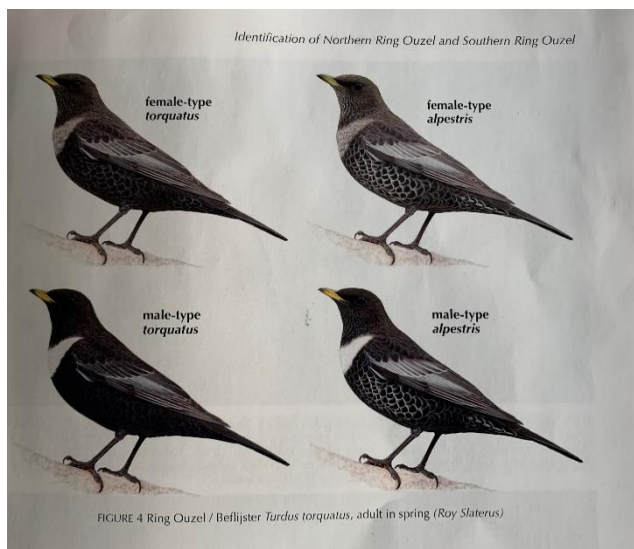 Identification of Northern Ring Ouzel and Southern Ring Ouzel
female-type
torquatus
female-type
alpestris
male-type
torquatus
male-type
alpestris
FIGURE 4 Ring Ouzel / Beflijster Turdus torquatus, adult in spring (Roy Slaterus)